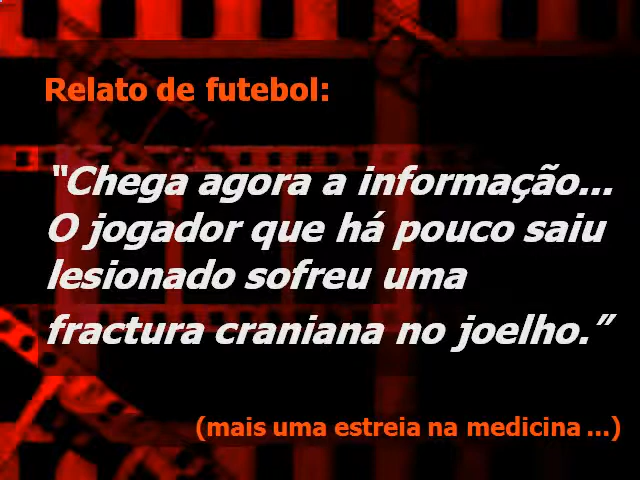 Relato de futebol:
“Chega agora a informação...
O jogador que há pouco saiu
lesionado sofreu uma
fractura craniana no joelho.”
(mais uma estreia na medicina ...)